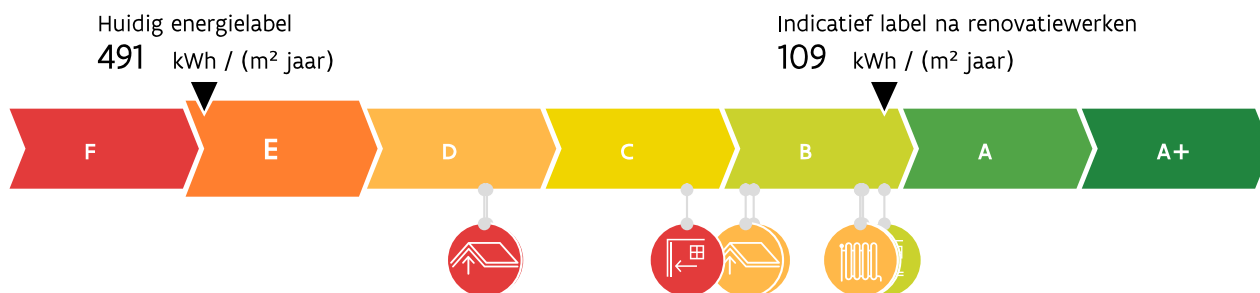 Huidig energielabel
491 kWh / (m² jaar)
Indicatief label na renovatiewerken
109 kWh / (m² jaar)
F E D C B A A+